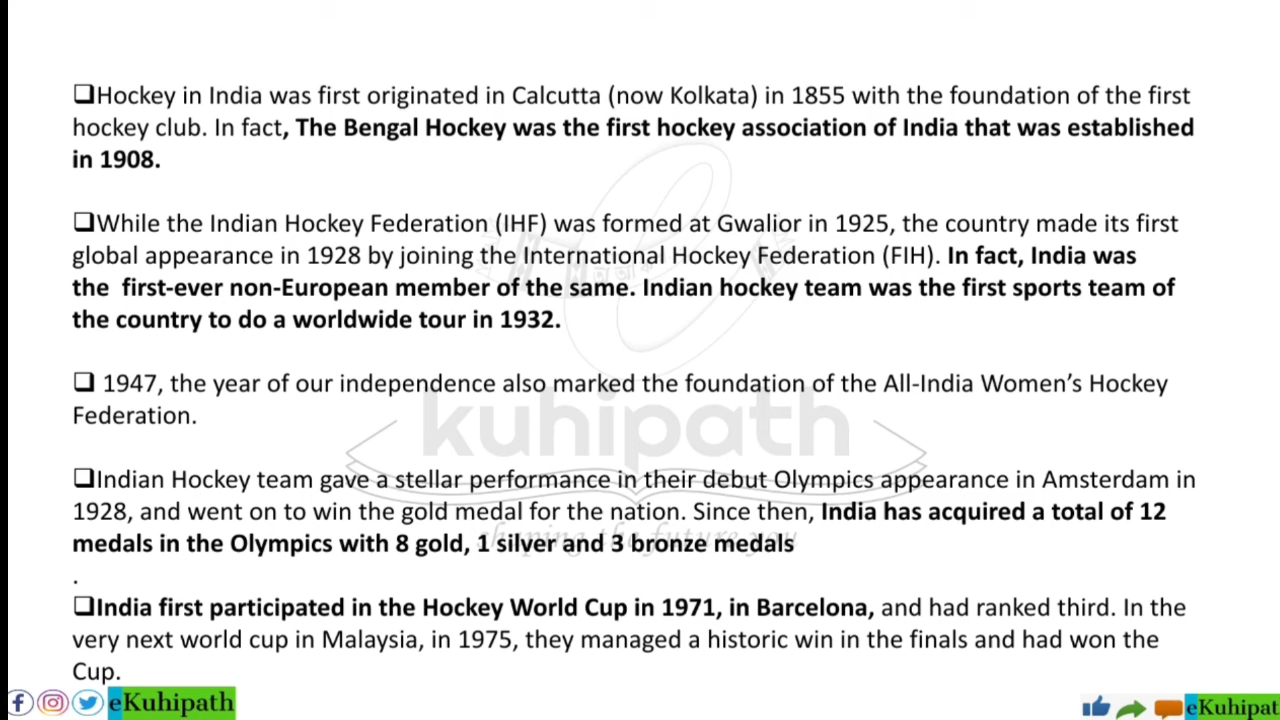 ❑Hockey in India was first originated in Calcutta (now Kolkata) in 1855 with the foundation of the first
hockey club. In fact, The Bengal Hockey was the first hockey association of India that was established
in 1908.
❑While the Indian Hockey Federation (IHF) was formed at Gwalior in 1925, the country made its first
global appearance in 1928 by joining the International Hockey Federation (FIH). In fact, India was
the first-ever non-European member of the same. Indian hockey team was the first sports team of
the country to do a worldwide tour in 1932.
❑ 1947, the year of our independence also marked the foundation of the All-India Women’s Hockey
Federation.
kuhipath
❑Indian Hockey team gave a stellar performance in their debut Olympics appearance in Amsterdam in
1928, and went on to win the gold medal for the nation. Since then, India has acquired a total of 12
medals in the Olympics with 8 gold, 1 silver and 3 bronze medals
shaping the future you
.
❑India first participated in the Hockey World Cup in 1971, in Barcelona, and had ranked third. In the
very next world cup in Malaysia, in 1975, they managed a historic win in the finals and had won the
Cup.
eKuhipath
eKuhipat